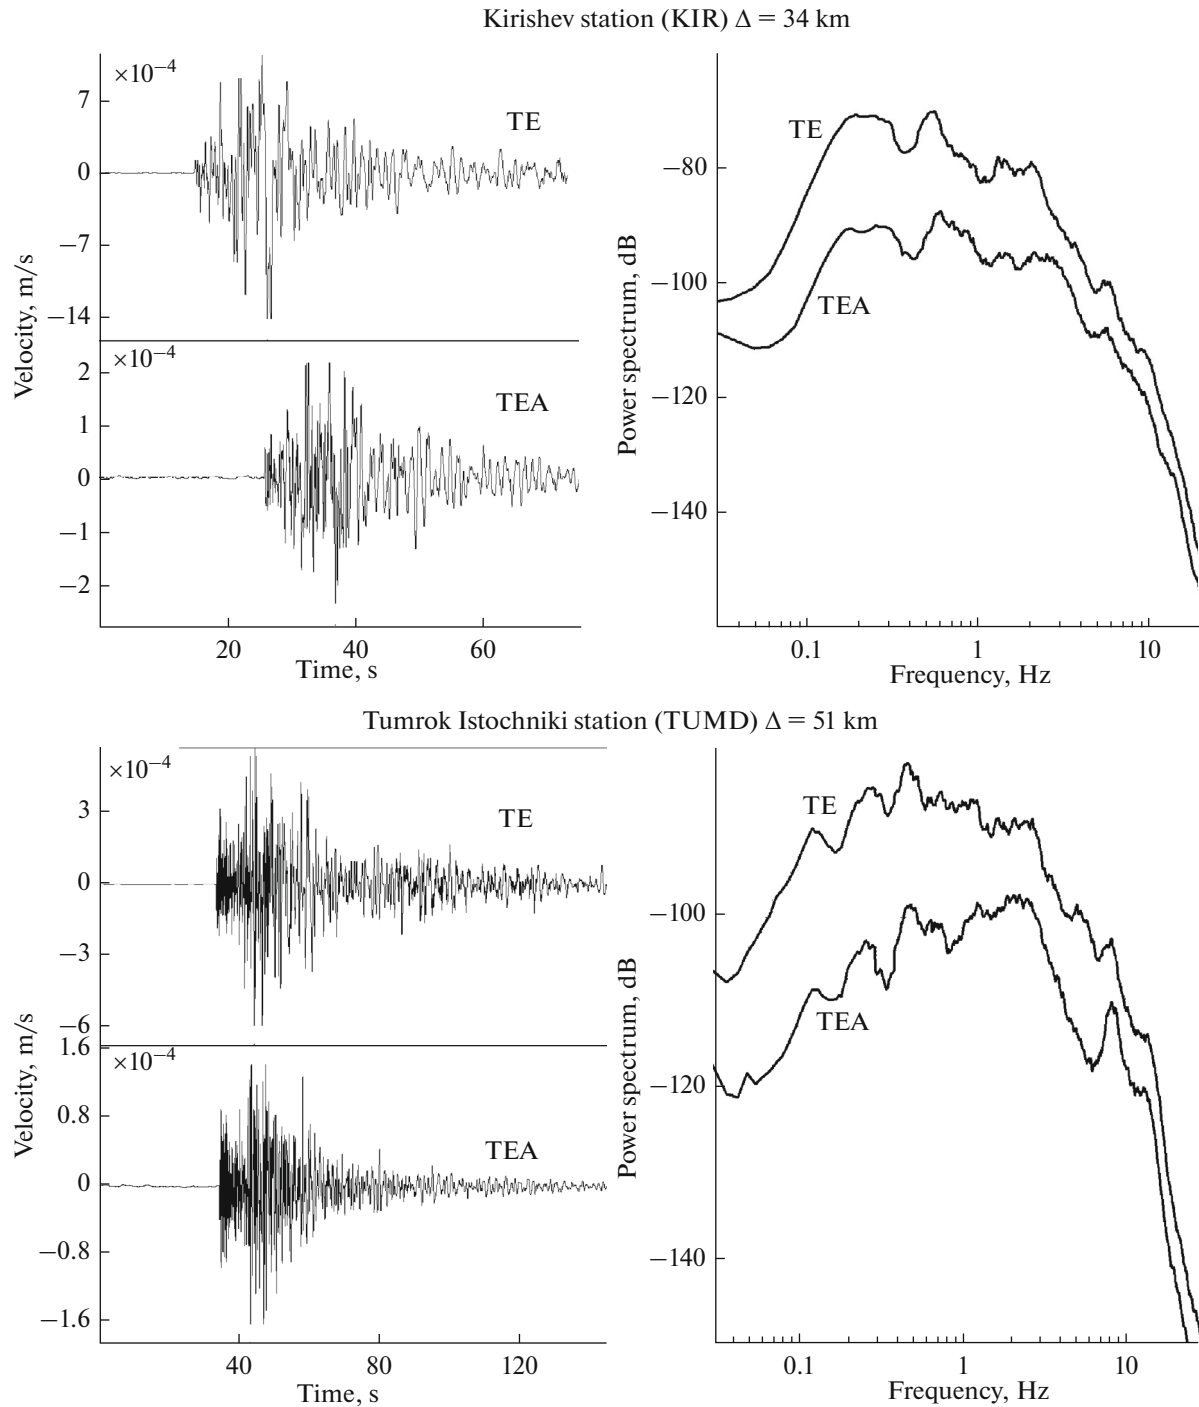 Kirishev station (KIR) Δ = 34 km
×10−4
7
0
−7
−14
TE
×10−4
2
1
0
−1
−2
TEA
Velocity, m/s
20
40
60
Time, s
−80
−100
−120
−140
Power spectrum, dB
TE
TEA
0.1
1
10
Frequency, Hz
Tumrok Istochniki station (TUMD) Δ = 51 km
×10−4
3
0
−3
−6
TE
1.6
×10−4
0.8
0
−0.8
−1.6
TEA
Velocity, m/s
40
80
120
Time, s
−100
−120
−140
Power spectrum, dB
TE
TEA
0.1
1
10
Frequency, Hz